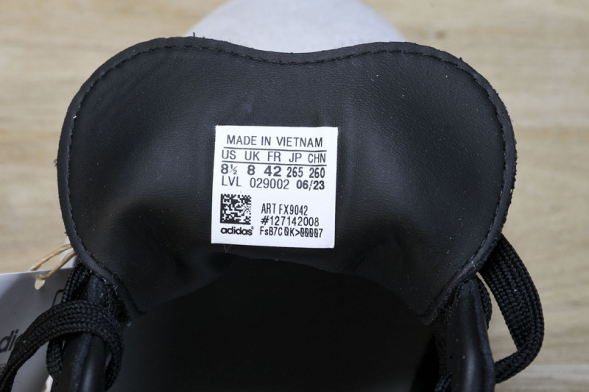 MADE IN VIETNAM
US UK FR JP CHN
8½ 8 42 265 260
LVL 029002 06/23
ART FX9042
#127142008
adidas